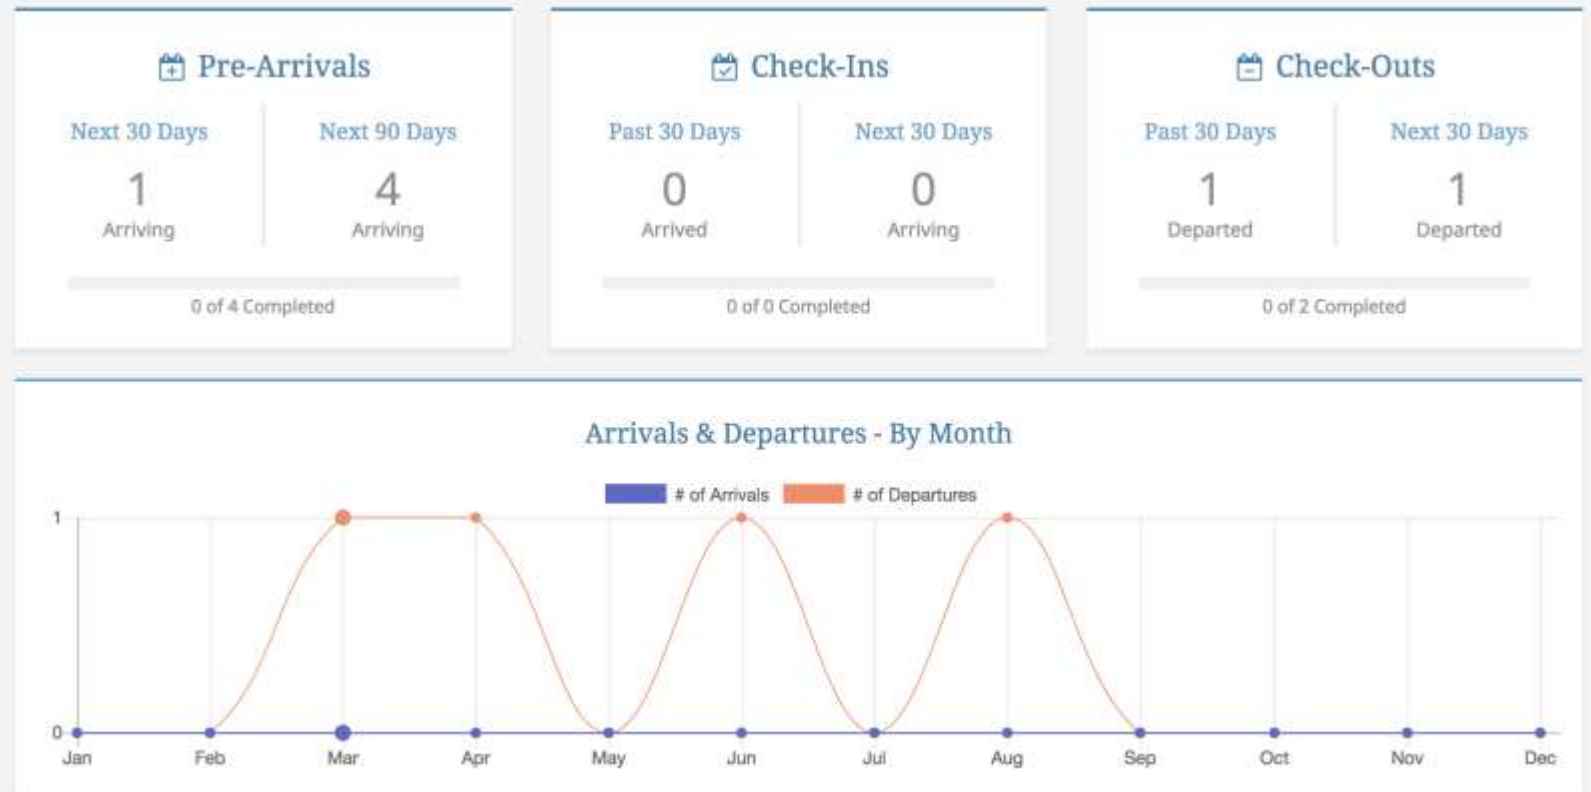 Pre-Arrivals
Next 30 Days
1
Arriving
Next 90 Days
4
Arriving
0 of 4 Completed
Check-Ins
Past 30 Days
0
Arrived
Next 30 Days
0
Arriving
0 of 0 Completed
Check-Outs
Past 30 Days
1
Departed
Next 30 Days
1
Departed
0 of 2 Completed
Arrivals & Departures - By Month
# of Arrivals # of Departures
1
0
Jan Feb Mar Apr May Jun Jul Aug Sep Oct Nov Dec